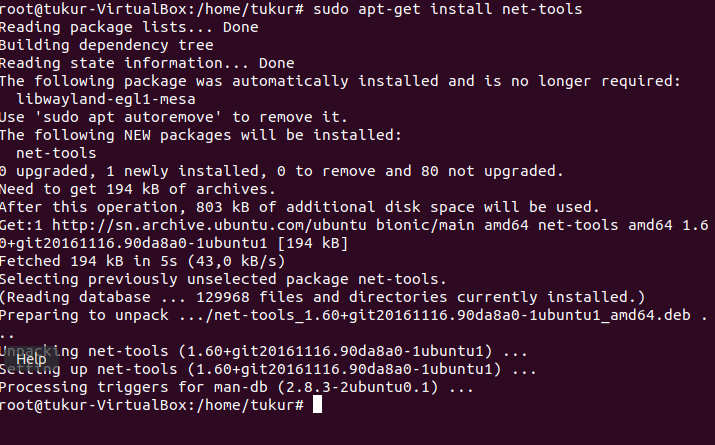 root@tukur-VirtualBox:/home/tukur# sudo apt-get install net-tools
Reading package lists... Done
Building dependency tree
Reading state information... Done
The following package was automatically installed and is no longer required:
  libwayland-egl1-mesa
Use 'sudo apt autoremove' to remove it.
The following NEW packages will be installed:
  net-tools
0 upgraded, 1 newly installed, 0 to remove and 80 not upgraded.
Need to get 194 kB of archives.
After this operation, 803 kB of additional disk space will be used.
Get:1 http://sn.archive.ubuntu.com/ubuntu bionic/main amd64 net-tools amd64 1.6
0+git20161116.90da8a0-1ubuntu1 [194 kB]
Fetched 194 kB in 5s (43,0 kB/s)
Selecting previously unselected package net-tools.
(Reading database ... 129968 files and directories currently installed.)
Preparing to unpack .../net-tools_1.60+git20161116.90da8a0-1ubuntu1_amd64.deb .
..
Unpacking net-tools (1.60+git20161116.90da8a0-1ubuntu1) ...
Help
Setting up net-tools (1.60+git20161116.90da8a0-1ubuntu1) ...
Processing triggers for man-db (2.8.3-2ubuntu0.1) ...
root@tukur-VirtualBox:/home/tukur#